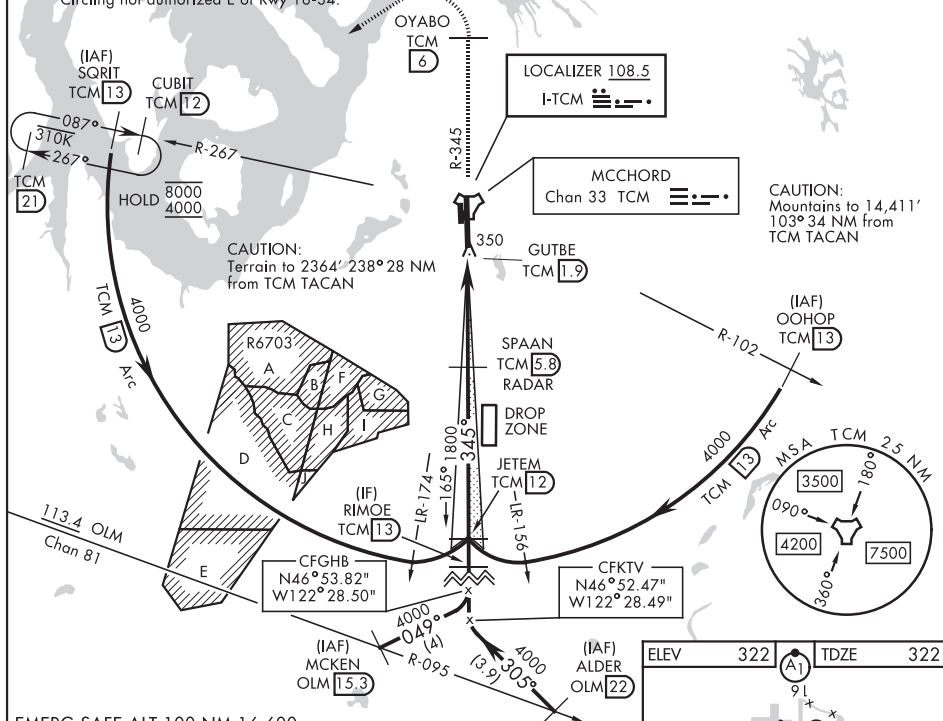 Circling not authorized E of Rwy 16-34.
OYABO
TCM
6
(IAF)
SQRIT
TCM 13
CUBIT
TCM 12
LOCALIZER 108.5
I-TCM
087°
310K
267°
R-267
R-345
TCM
21
HOLD 8000
4000
MCCHORD
Chan 33 TCM
CAUTION:
Mountains to 14,411'
103° 34 NM from
TCM TACAN
350
GUTBE
TCM 1.9
CAUTION:
Terrain to 2364' 238° 28 NM
from TCM TACAN
4000
TCM 13 Arc
(IAF)
OOHOP
TCM 13
R-102
R6703
A
B
F
G
C
H
I
D
J
E
SPAAN
TCM 5.8
RADAR
DROP
ZONE
345°
1800
165°
LR-174
JETEM
TCM 12
LR-156
4000
TCM 13 Arc
(IF)
RIMOE
TCM 13
MSA TCM 25 NM
3500
180°
090°
4200
7500
360°
113.4 OLM
Chan 81
CFGHB
N46° 53.82"
W122° 28.50"
CFKTV
N46° 52.47"
W122° 28.49"
4000
049°
(4)
R-095
4000
305°
(3.9)
(IAF)
MCKEN
OLM 15.3
(IAF)
ALDER
OLM 22
ELEV 322
A1
TDZE 322
16
EMERG SAFE ALT 100 NM 16,600